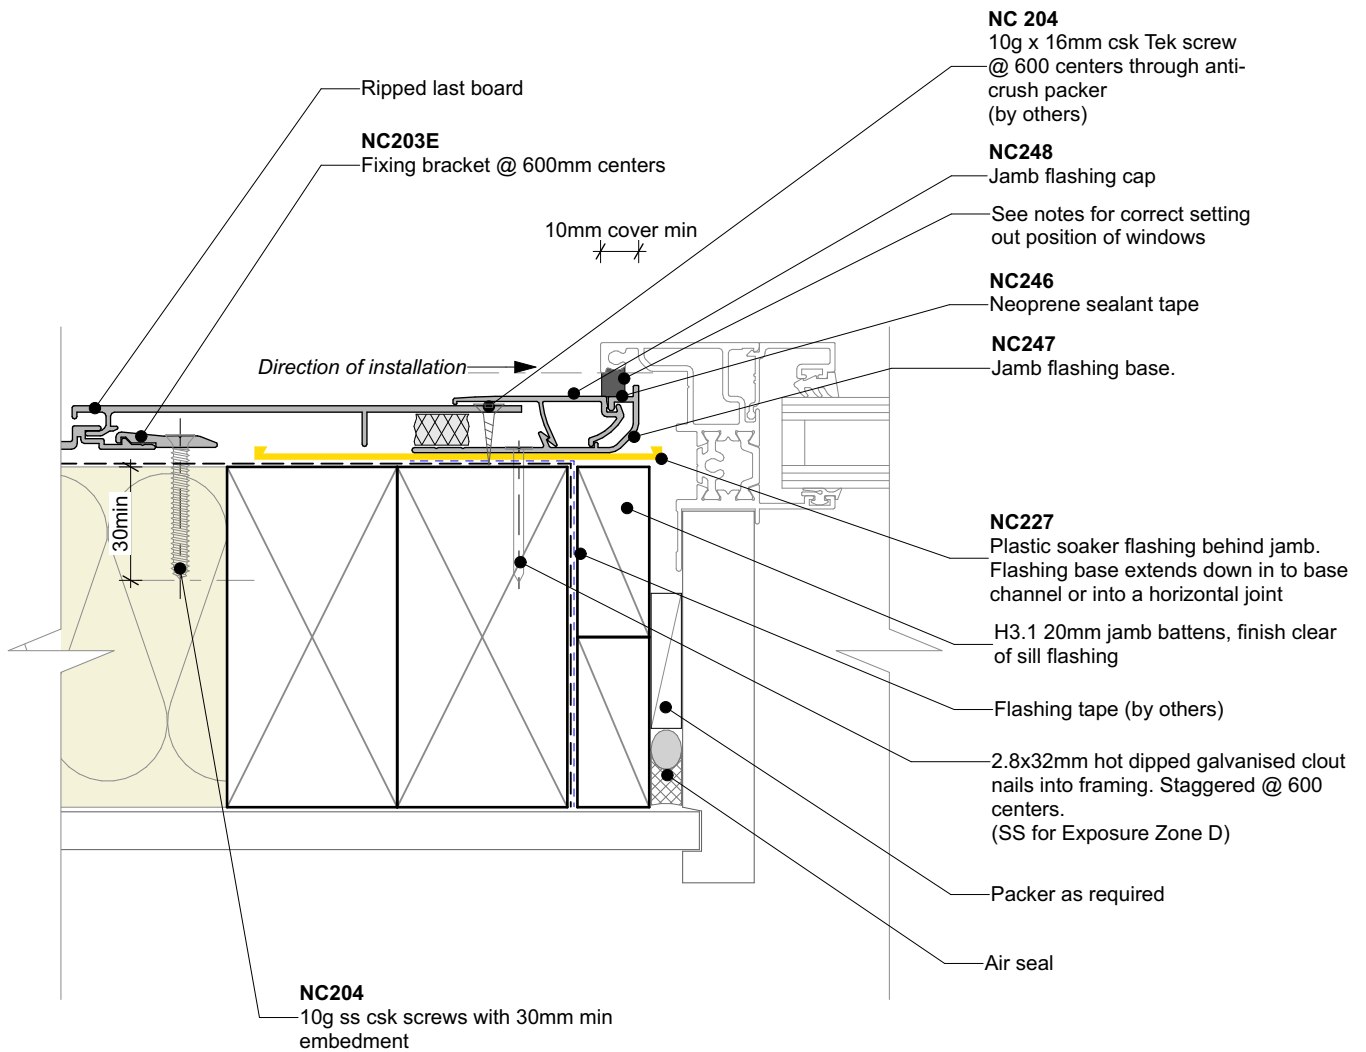 NC 204
10g x 16mm csk Tek screw
@ 600 centers through anti-
crush packer
(by others)
Ripped last board
NC203E
Fixing bracket @ 600mm centers
NC248
Jamb flashing cap
See notes for correct setting
out position of windows
10mm cover min
NC246
Neoprene sealant tape
NC247
Jamb flashing base.
Direction of installation
30min
NC227
Plastic soaker flashing behind jamb.
Flashing base extends down in to base
channel or into a horizontal joint
H3.1 20mm jamb battens, finish clear
of sill flashing
Flashing tape (by others)
2.8x32mm hot dipped galvanised clout
nails into framing. Staggered @ 600
centers.
(SS for Exposure Zone D)
Packer as required
Air seal
NC204
10g ss csk screws with 30mm min
embedment